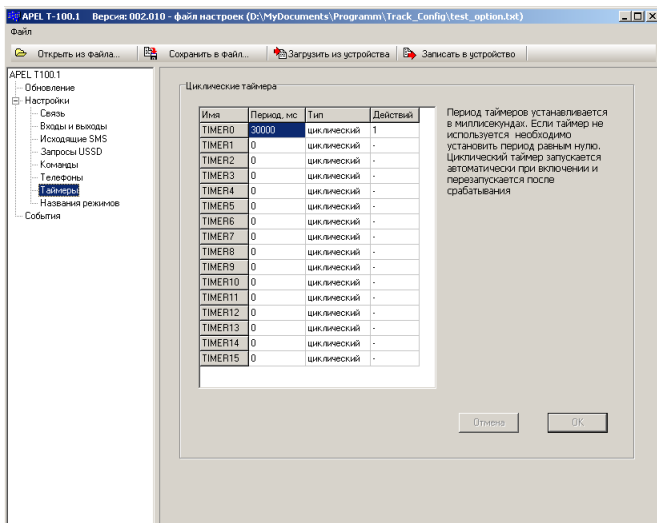 APEL T-100.1 Версия: 002.010 - файл настроек (D:\MyDocuments\Programm\Track_Config\test_option.txt)
Файл
Открыть из файла... Сохранить в файл... Загрузить из устройства Записать в устройство
APEL T100.1
Обновление
Настройки
Связь
Входы и выходы
Исходящие SMS
Запросы USSD
Команды
Телефоны
Таймеры
Названия режимов
События
Циклические таймера
Имя Период, мс Тип Действий
TIMER0 30000 циклический 1
TIMER1 0 циклический -
TIMER2 0 циклический -
TIMER3 0 циклический -
TIMER4 0 циклический -
TIMER5 0 циклический -
TIMER6 0 циклический -
TIMER7 0 циклический -
TIMER8 0 циклический -
TIMER9 0 циклический -
TIMER10 0 циклический -
TIMER11 0 циклический -
TIMER12 0 циклический -
TIMER13 0 циклический -
TIMER14 0 циклический -
TIMER15 0 циклический -
Период таймеров устанавливается
в миллисекундах. Если таймер не
используется необходимо
установить период равным нулю.
Циклический таймер запускается
автоматически при включении и
перезапускается после
срабатывания
Отмена OK